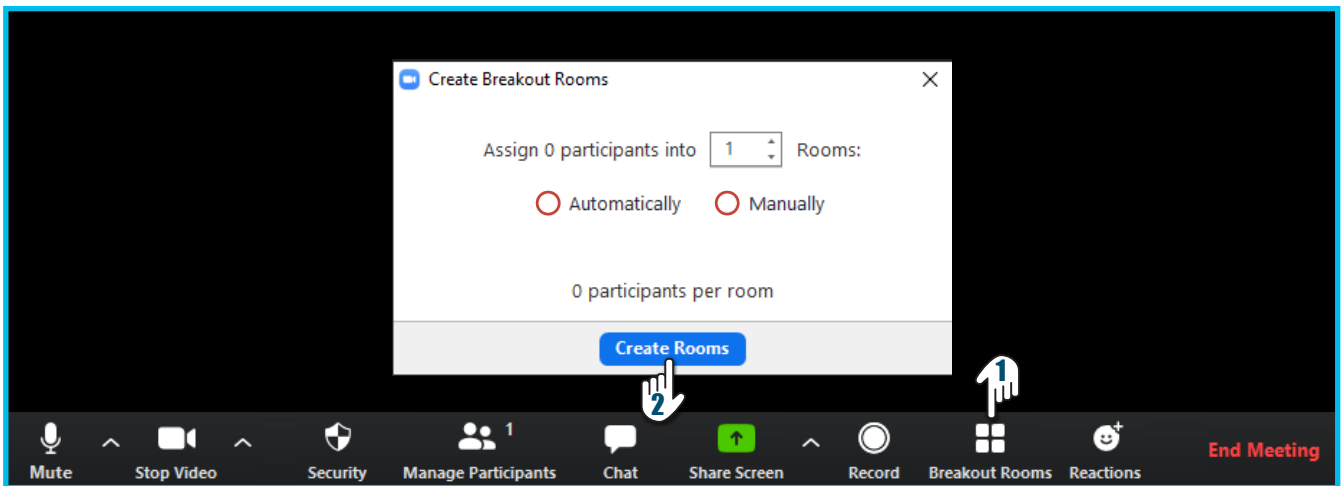 Create Breakout Rooms
Assign 0 participants into 1 Rooms:
Automatically Manually
0 participants per room
Create Rooms
1
2
1
Mute Stop Video Security Manage Participants Chat Share Screen Record Breakout Rooms Reactions End Meeting